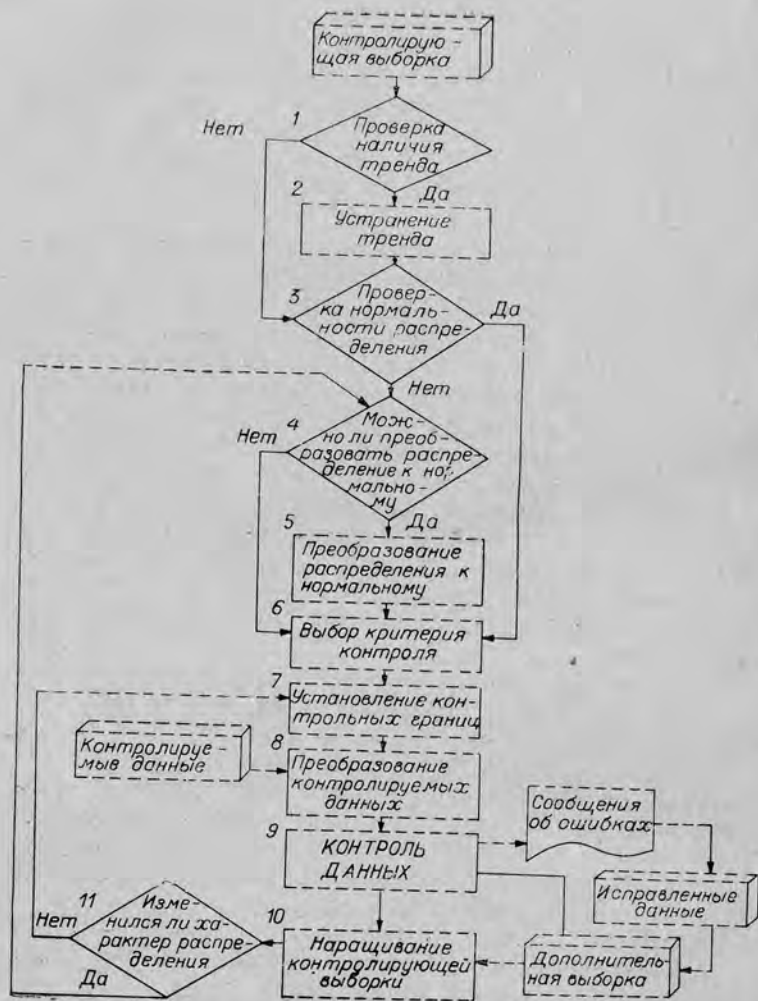 Контролирую-
щая выборка
1
Нет
Проверка
наличия
тренда
Да
2
Устранение
тренда
3
Провер-
ка нормаль-
ности распре-
деления
Да
Нет
4
Нет
Мож-
но ли преоб-
разовать распре-
деление к нор-
мально-
му
Да
5
Преобразование
распределения к
нормальному
6
Выбор критерия
контроля
7
Установление кон-
трольных границ
Контролируе-
мыв данные
8
Преобразование
контролируемых
данных
9
КОНТРОЛЬ
ДАННЫХ
Сообщения
об ошибках
Исправленные
данные
11
Нет
Изме-
нился ли ха-
рактер распре-
деления
Да
10
Наращивание
контролирующей
выборки
Дополнитель-
ная выборка